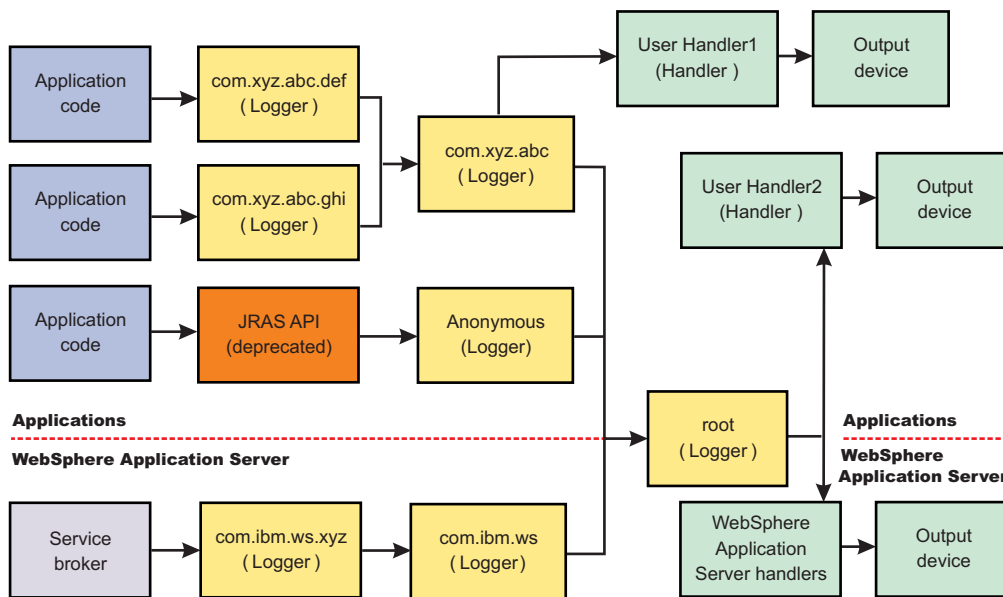 Application
code
com.xyz.abc.def
( Logger )
User Handler1
(Handler )
Output
device
Application
code
com.xyz.abc.ghi
( Logger )
com.xyz.abc
( Logger )
User Handler2
(Handler )
Output
device
Application
code
JRAS API
(deprecated)
Anonymous
(Logger)
Applications
WebSphere Application Server
root
( Logger )
Applications
WebSphere
Application Server
Service
broker
com.ibm.ws.xyz
( Logger )
com.ibm.ws
( Logger )
WebSphere
Application
Server handlers
Output
device